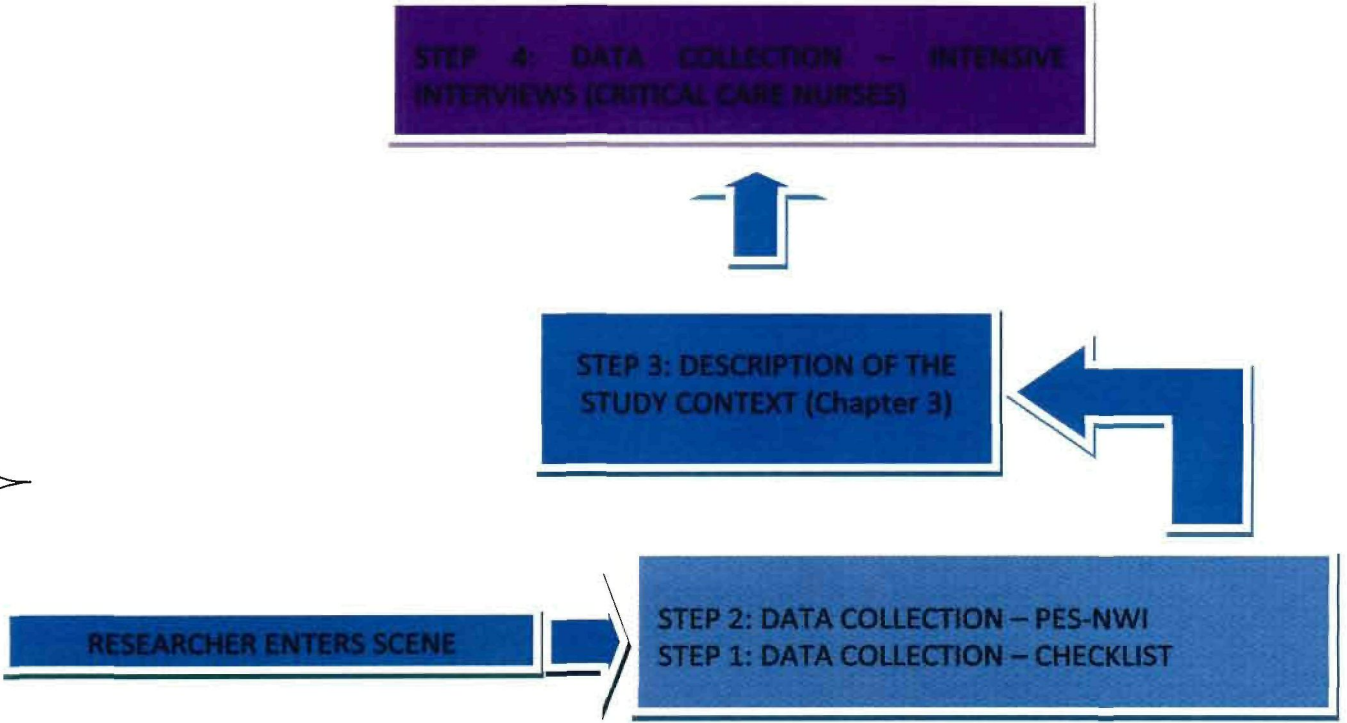 STEP 4: DATA COLLECTION – INTENSIVE
INTERVIEWS (CRITICAL CARE NURSES)
STEP 3: DESCRIPTION OF THE
STUDY CONTEXT (Chapter 3)
RESEARCHER ENTERS SCENE
STEP 2: DATA COLLECTION – PES-NWI
STEP 1: DATA COLLECTION – CHECKLIST